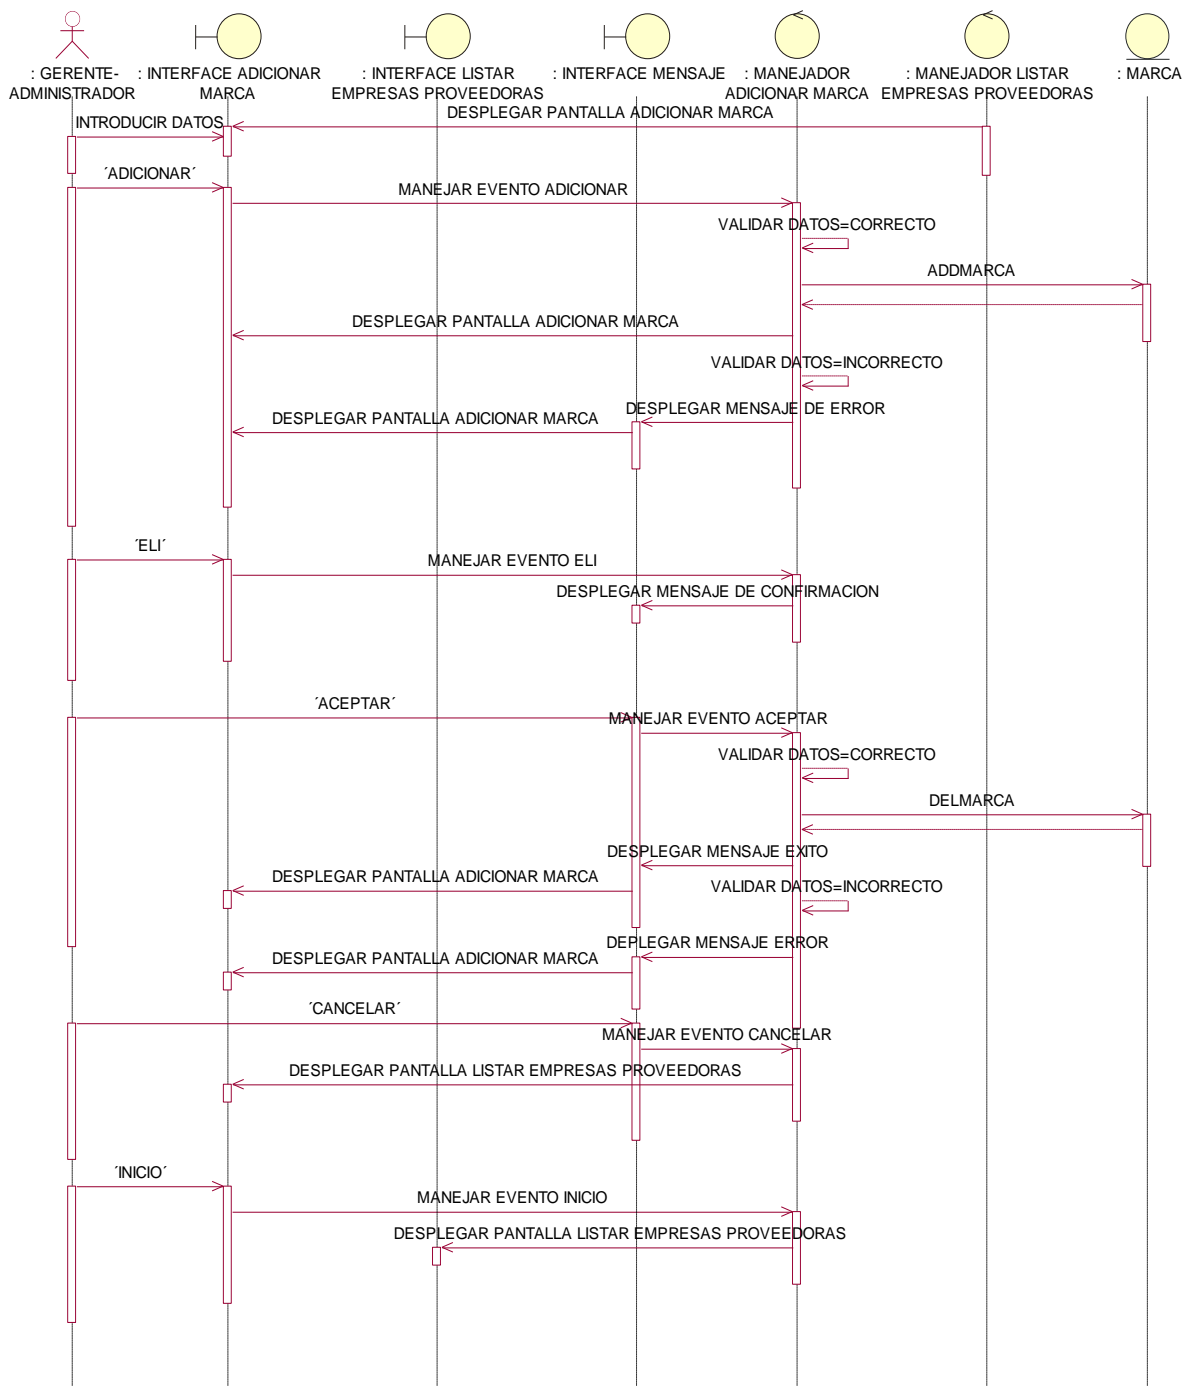 : GERENTE-
ADMINISTRADOR
: INTERFACE ADICIONAR
MARCA
: INTERFACE LISTAR
EMPRESAS PROVEEDORAS
: INTERFACE MENSAJE
: MANEJADOR
ADICIONAR MARCA
: MANEJADOR LISTAR
EMPRESAS PROVEEDORAS
: MARCA
DESPLEGAR PANTALLA ADICIONAR MARCA
INTRODUCIR DATOS
´ADICIONAR´
MANEJAR EVENTO ADICIONAR
VALIDAR DATOS=CORRECTO
ADDMARCA
DESPLEGAR PANTALLA ADICIONAR MARCA
VALIDAR DATOS=INCORRECTO
DESPLEGAR MENSAJE DE ERROR
DESPLEGAR PANTALLA ADICIONAR MARCA
´ELI´
MANEJAR EVENTO ELI
DESPLEGAR MENSAJE DE CONFIRMACION
´ACEPTAR´
MANEJAR EVENTO ACEPTAR
VALIDAR DATOS=CORRECTO
DELMARCA
DESPLEGAR MENSAJE EXITO
DESPLEGAR PANTALLA ADICIONAR MARCA
VALIDAR DATOS=INCORRECTO
DEPLEGAR MENSAJE ERROR
DESPLEGAR PANTALLA ADICIONAR MARCA
´CANCELAR´
MANEJAR EVENTO CANCELAR
DESPLEGAR PANTALLA LISTAR EMPRESAS PROVEEDORAS
´INICIO´
MANEJAR EVENTO INICIO
DESPLEGAR PANTALLA LISTAR EMPRESAS PROVEEDORAS